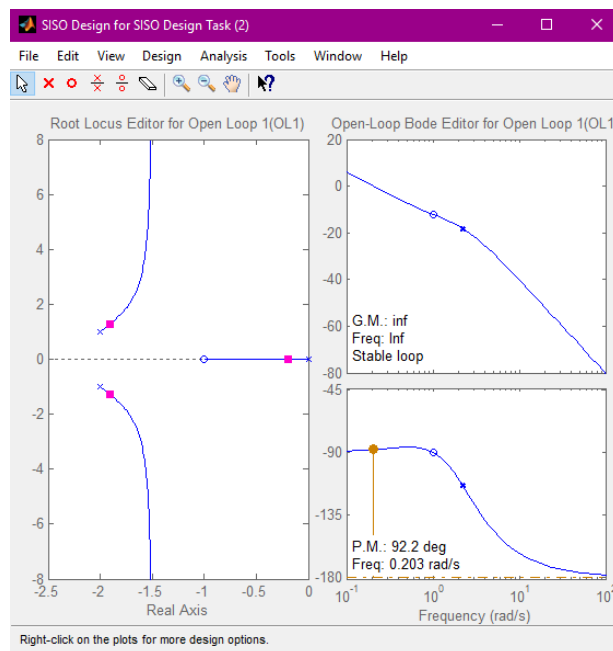 SISO Design for SISO Design Task (2)
File Edit View Design Analysis Tools Window Help
Root Locus Editor for Open Loop 1(OL1)
8
6
4
2
0
-2
-4
-6
-8
-2.5 -2 -1.5 -1 -0.5 0
Real Axis
Open-Loop Bode Editor for Open Loop 1(OL1
20
0
-20
-40
-60
-80
G.M.: inf
Freq: Inf
Stable loop
-45
-90
-135
-180
P.M.: 92.2 deg
Freq: 0.203 rad/s
10-1 100 101 10
Frequency (rad/s)
Right-click on the plots for more design options.